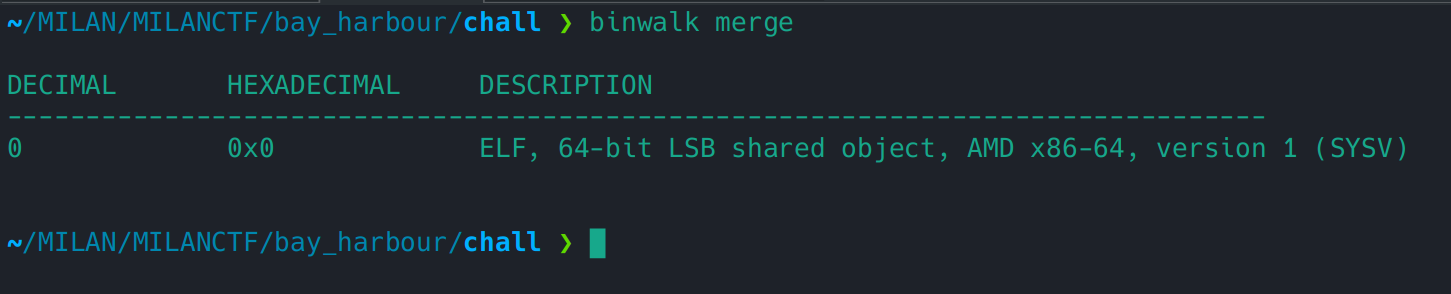 ~/MILAN/MILANCTF/bay_harbour/chall ❯ binwalk merge
DECIMAL       HEXADECIMAL     DESCRIPTION
--------------------------------------------------------------------------------
0             0x0             ELF, 64-bit LSB shared object, AMD x86-64, version 1 (SYSV)
~/MILAN/MILANCTF/bay_harbour/chall ❯